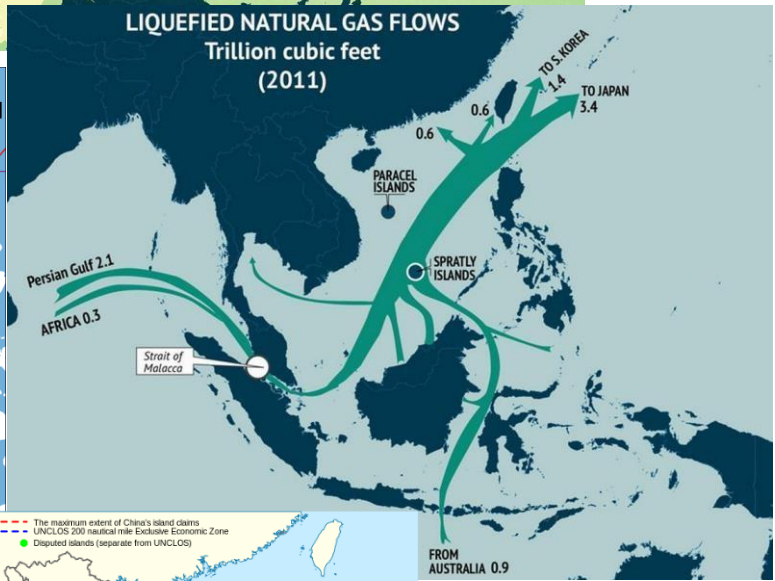 LIQUEFIED NATURAL GAS FLOWS
Trillion cubic feet
(2011)
TO S. KOREA
1.4
TO JAPAN
3.4
0.6
0.6
PARACEL
ISLANDS
SPRATLY
ISLANDS
Persian Gulf 2.1
AFRICA 0.3
Strait of
Malacca
FROM
AUSTRALIA 0.9
The maximum extent of China's island claims
UNCLOS 200 nautical mile Exclusive Economic Zone
Disputed islands (separate from UNCLOS)